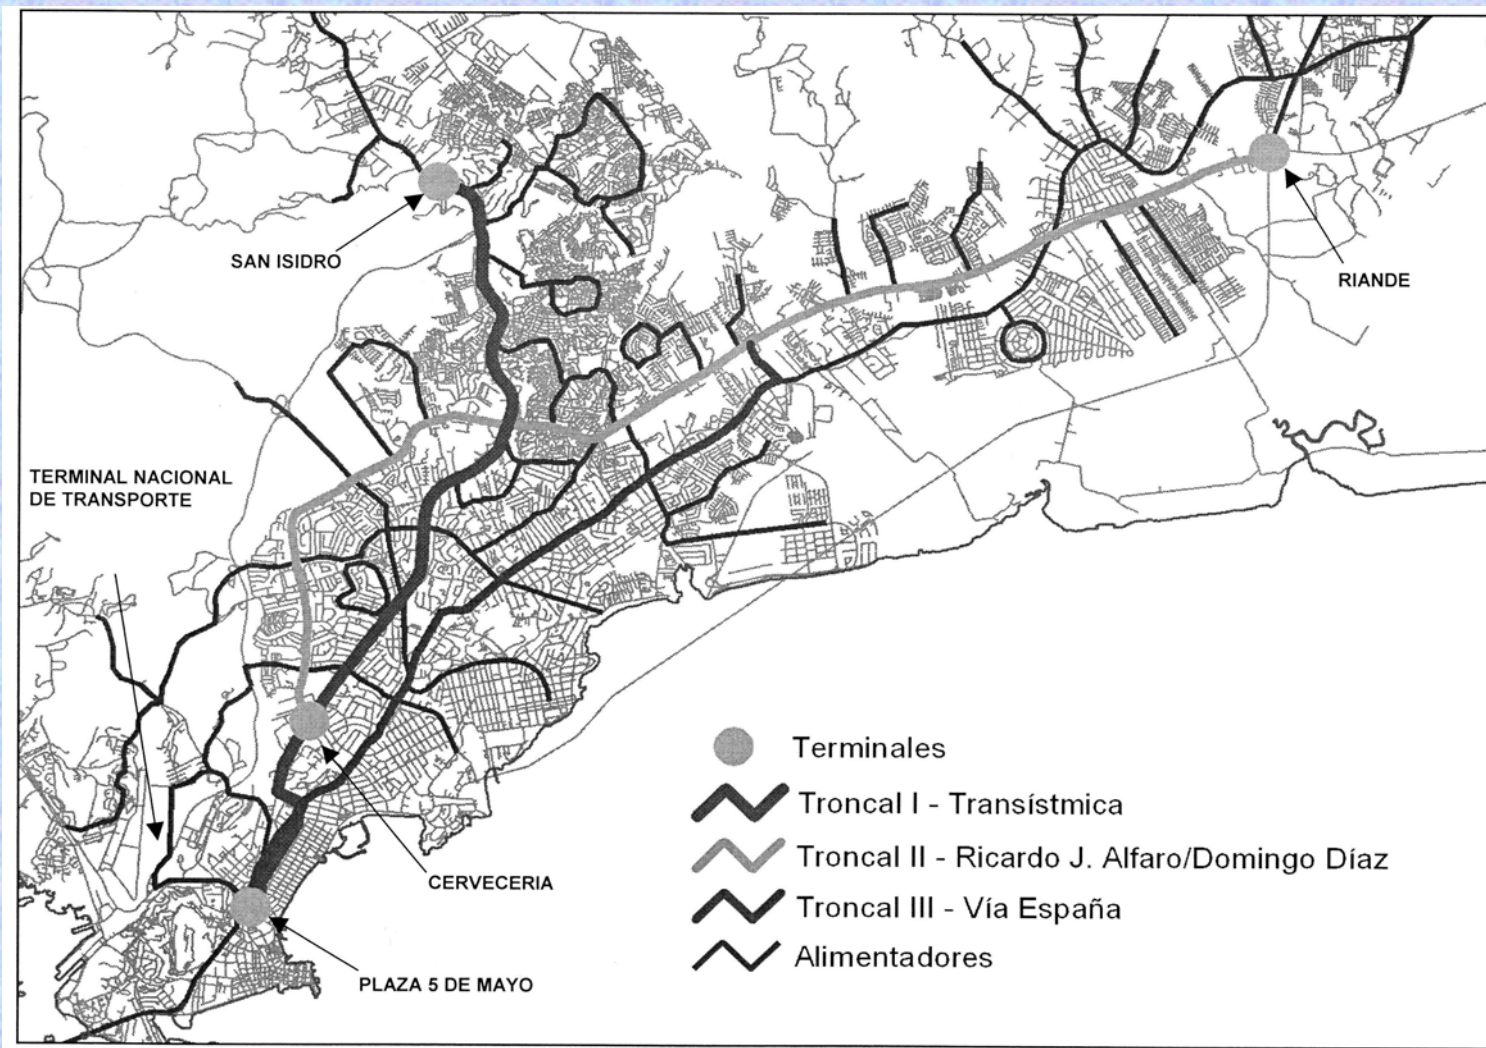 SAN ISIDRO
RIANDE
TERMINAL NACIONAL
DE TRANSPORTE
Terminales
Troncal I - Transístmica
Troncal II - Ricardo J. Alfaro/Domingo Díaz
CERVECERIA
Troncal III - Vía España
Alimentadores
PLAZA 5 DE MAYO